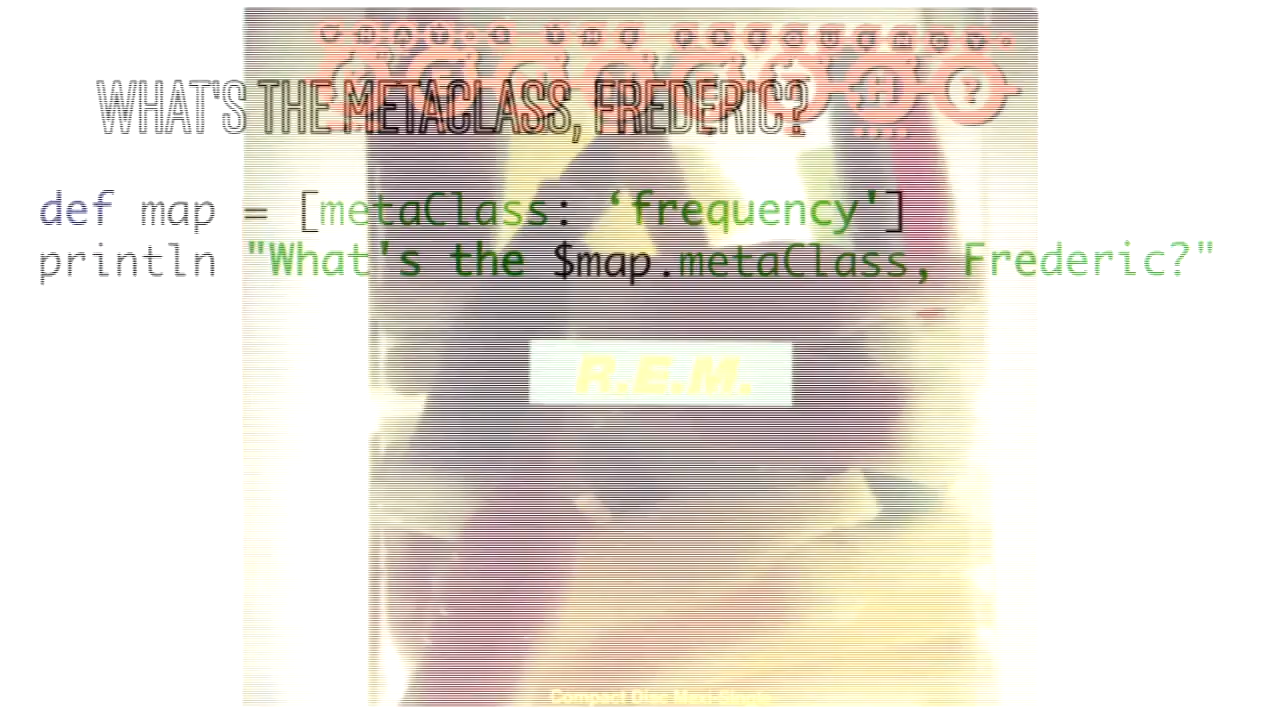 WHAT'S THE METACLASS, FREDERIC?
def map = [metaClass: ‘frequency']
println "What's the $map.metaClass, Frederic?"
R.E.M.
Compact Disc Maxi-Single